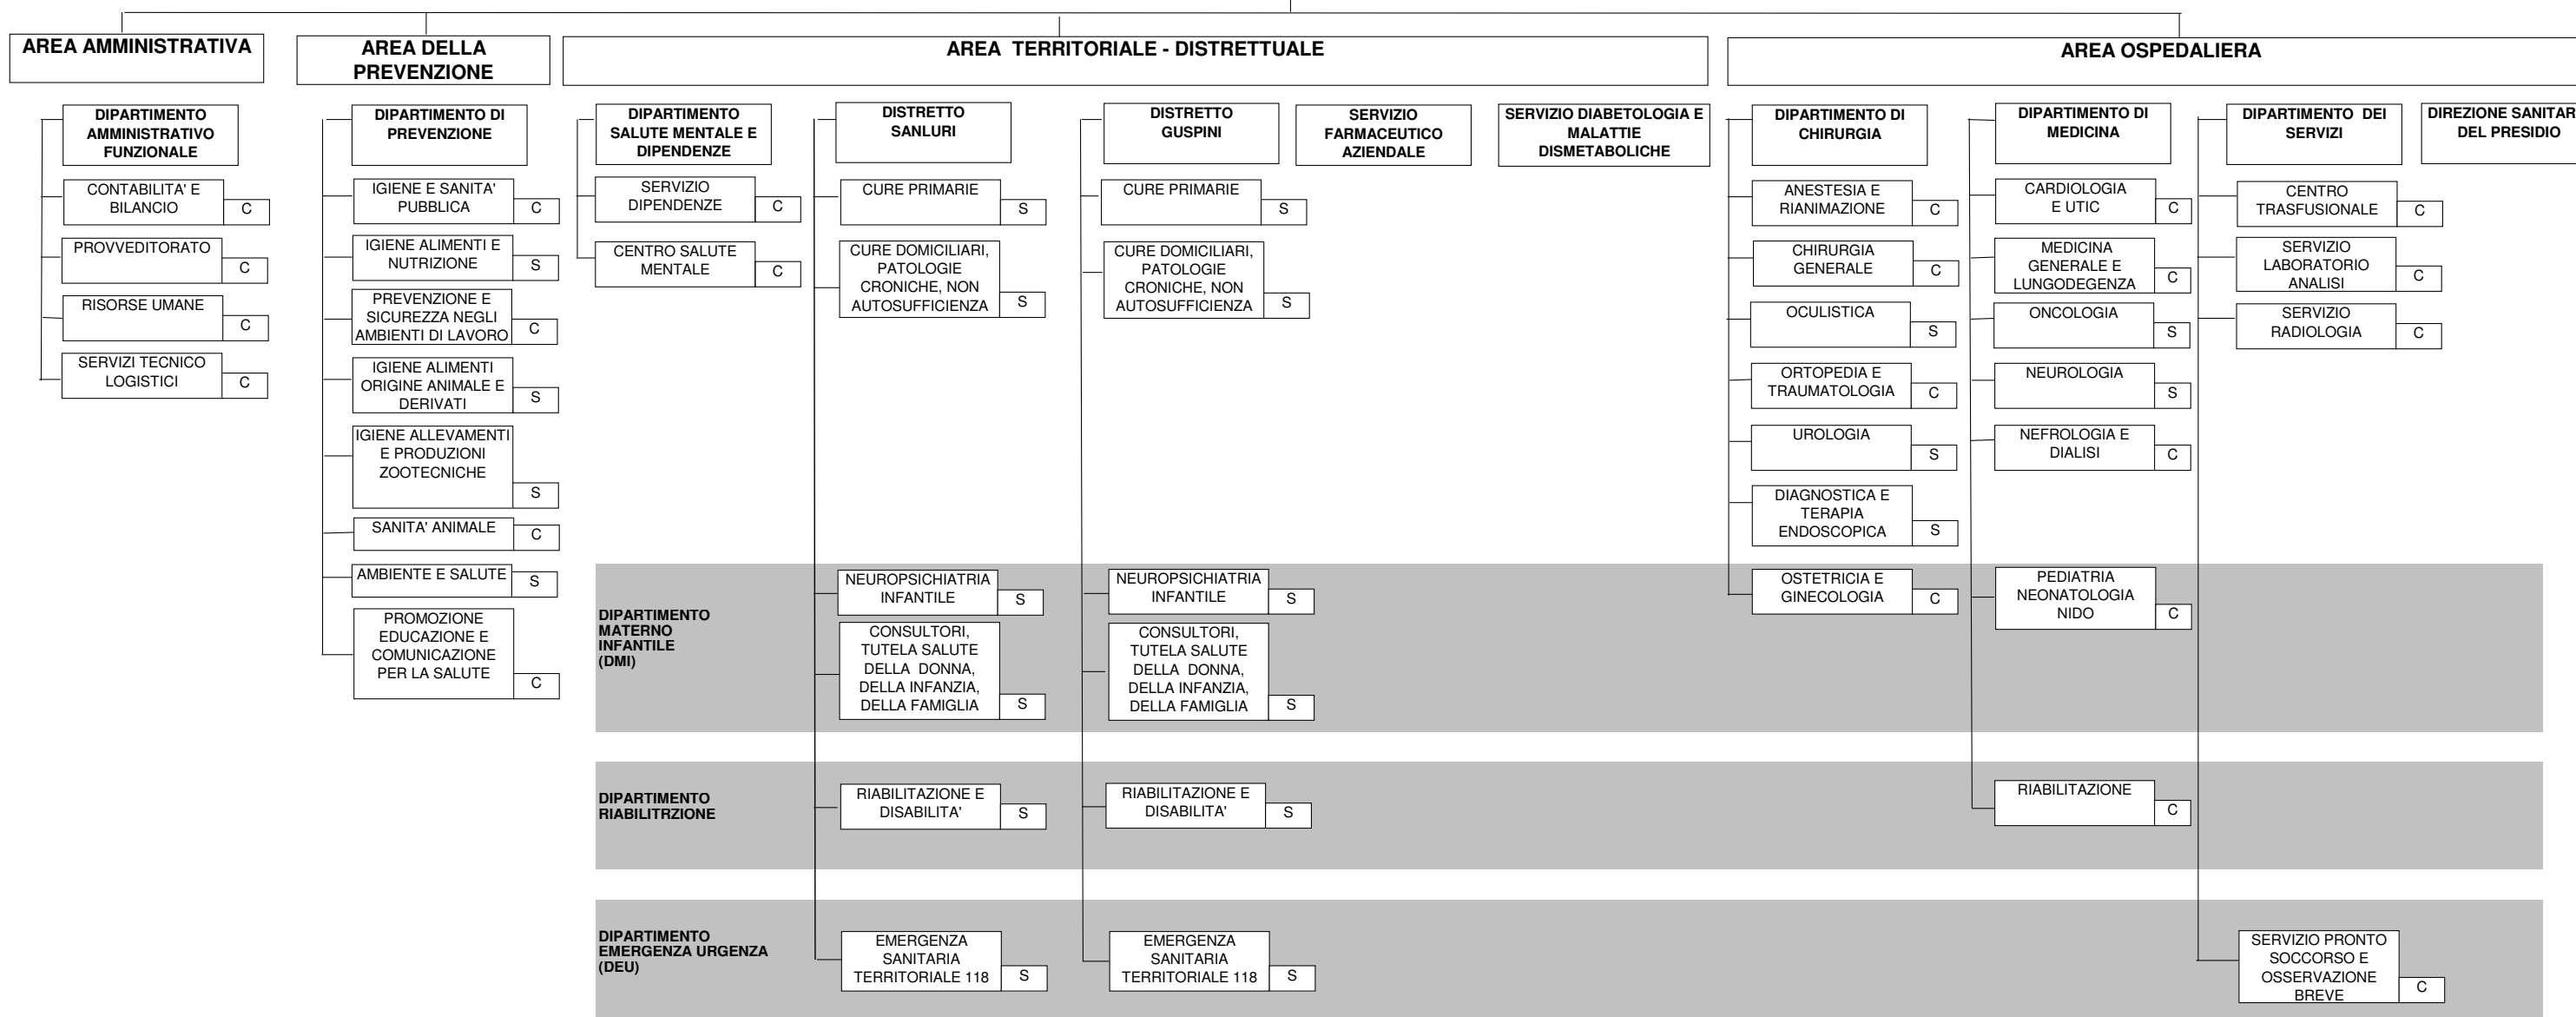 AREA AMMINISTRATIVA
AREA DELLA
PREVENZIONE
AREA TERRITORIALE - DISTRETTUALE
AREA OSPEDALIERA
DIPARTIMENTO
AMMINISTRATIVO
FUNZIONALE
CONTABILITA' E
BILANCIO
C
PROVVEDITORATO
C
RISORSE UMANE
C
SERVIZI TECNICO
LOGISTICI
C
DIPARTIMENTO DI
PREVENZIONE
IGIENE E SANITA'
PUBBLICA
C
IGIENE ALIMENTI E
NUTRIZIONE
S
PREVENZIONE E
SICUREZZA NEGLI
AMBIENTI DI LAVORO
C
IGIENE ALIMENTI
ORIGINE ANIMALE E
DERIVATI
S
IGIENE ALLEVAMENTI
E PRODUZIONI
ZOOTECNICHE
S
SANITA' ANIMALE
C
AMBIENTE E SALUTE
S
PROMOZIONE
EDUCAZIONE E
COMUNICAZIONE
PER LA SALUTE
C
DIPARTIMENTO
SALUTE MENTALE E
DIPENDENZE
SERVIZIO
DIPENDENZE
C
CENTRO SALUTE
MENTALE
C
DISTRETTO
SANLURI
CURE PRIMARIE
S
CURE DOMICILIARI,
PATOLOGIE
CRONICHE, NON
AUTOSUFFICIENZA
S
DISTRETTO
GUSPINI
CURE PRIMARIE
S
CURE DOMICILIARI,
PATOLOGIE
CRONICHE, NON
AUTOSUFFICIENZA
S
SERVIZIO
FARMACEUTICO
AZIENDALE
SERVIZIO DIABETOLOGIA E
MALATTIE
DISMETABOLICHE
DIPARTIMENTO DI
CHIRURGIA
ANESTESIA E
RIANIMAZIONE
C
CHIRURGIA
GENERALE
C
OCULISTICA
S
ORTOPEDIA E
TRAUMATOLOGIA
C
UROLOGIA
S
DIAGNOSTICA E
TERAPIA
ENDOSCOPICA
S
DIPARTIMENTO DI
MEDICINA
CARDIOLOGIA
E UTIC
C
MEDICINA
GENERALE E
LUNGODEGENZA
C
ONCOLOGIA
S
NEUROLOGIA
S
NEFROLOGIA E
DIALISI
C
DIPARTIMENTO DEI
SERVIZI
CENTRO
TRASFUSIONALE
C
SERVIZIO
LABORATORIO
ANALISI
C
SERVIZIO
RADIOLOGIA
C
DIREZIONE SANITAR
DEL PRESIDIO
DIPARTIMENTO
MATERNO
INFANTILE
(DMI)
NEUROPSICHIATRIA
INFANTILE
S
CONSULTORI,
TUTELA SALUTE
DELLA DONNA,
DELLA INFANZIA,
DELLA FAMIGLIA
S
NEUROPSICHIATRIA
INFANTILE
S
CONSULTORI,
TUTELA SALUTE
DELLA DONNA,
DELLA INFANZIA,
DELLA FAMIGLIA
S
OSTETRICIA E
GINECOLOGIA
C
PEDIATRIA
NEONATOLOGIA
NIDO
C
DIPARTIMENTO
RIABILITRZIONE
RIABILITAZIONE E
DISABILITA'
S
RIABILITAZIONE E
DISABILITA'
S
RIABILITAZIONE
C
DIPARTIMENTO
EMERGENZA URGENZA
(DEU)
EMERGENZA
SANITARIA
TERRITORIALE 118
S
EMERGENZA
SANITARIA
TERRITORIALE 118
S
SERVIZIO PRONTO
SOCCORSO E
OSSERVAZIONE
BREVE
C